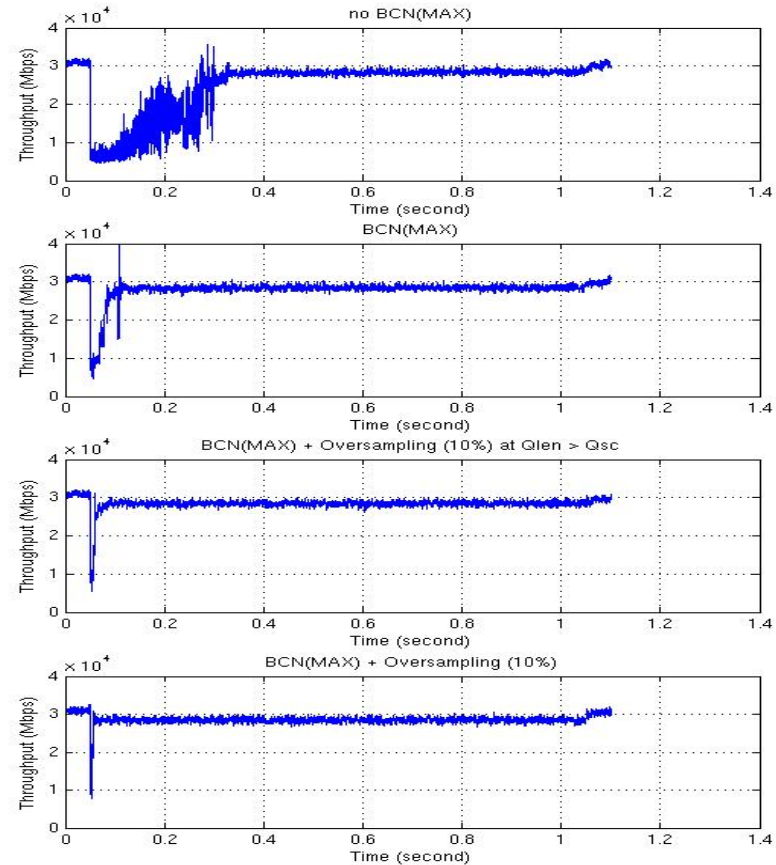 no BCN(MAX)
× 10⁴
Throughput (Mbps)
4
3
2
1
0
0 0.2 0.4 0.6 0.8 1 1.2 1.4
Time (second)
BCN(MAX)
× 10⁴
Throughput (Mbps)
4
3
2
1
0
0 0.2 0.4 0.6 0.8 1 1.2 1.4
Time (second)
BCN(MAX) + Oversampling (10%) at Qlen > Qsc
× 10⁴
Throughput (Mbps)
4
3
2
1
0
0 0.2 0.4 0.6 0.8 1 1.2 1.4
Time (second)
BCN(MAX) + Oversampling (10%)
× 10⁴
Throughput (Mbps)
4
3
2
1
0
0 0.2 0.4 0.6 0.8 1 1.2 1.4
Time (second)